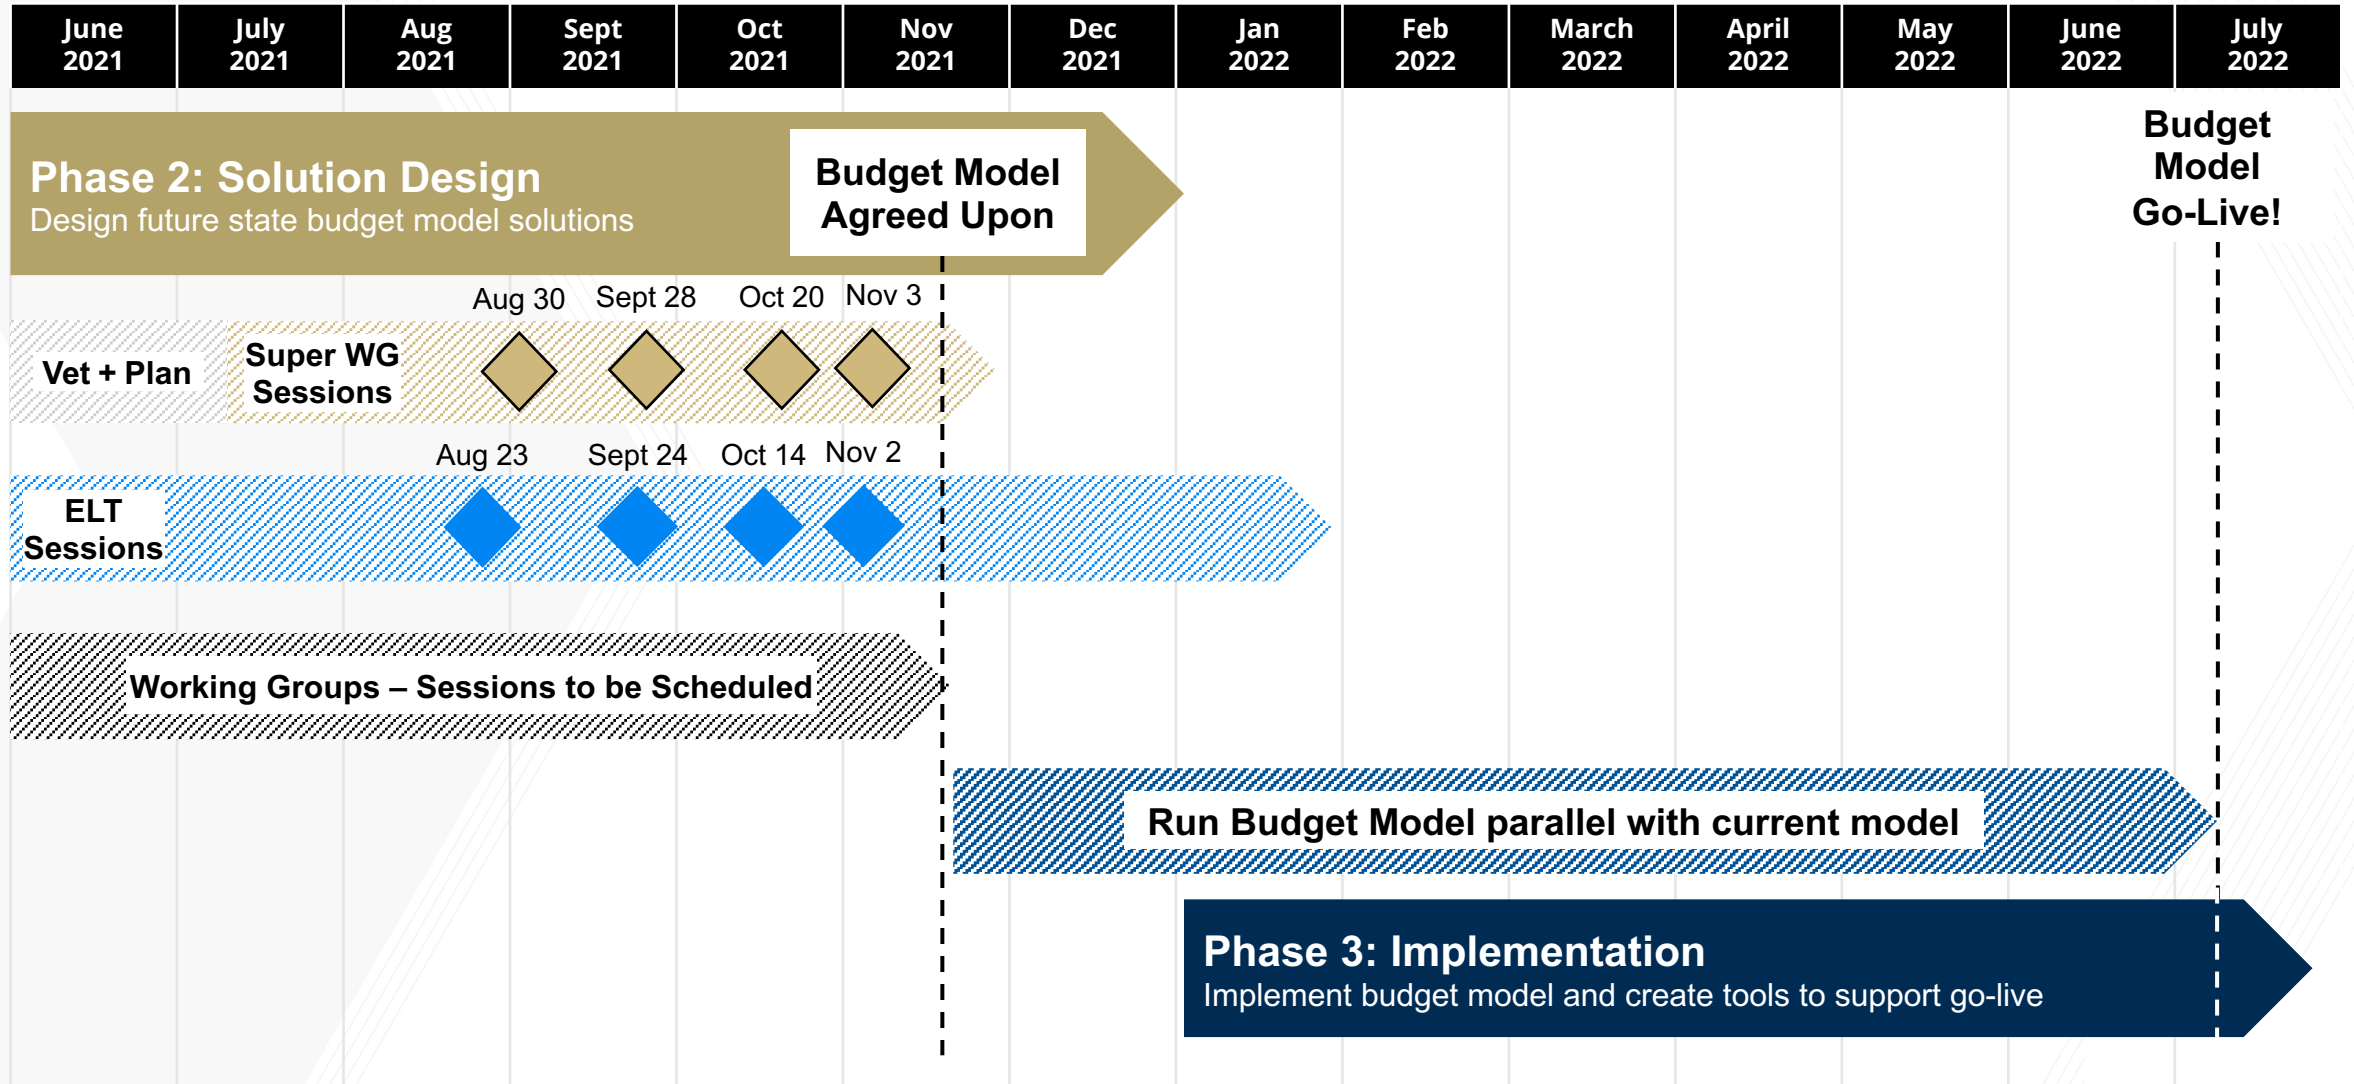 June 2021
July 2021
Aug 2021
Sept 2021
Oct 2021
Nov 2021
Dec 2021
Jan 2022
Feb 2022
March 2022
April 2022
May 2022
June 2022
July 2022
Phase 2: Solution Design
Design future state budget model solutions
Budget Model
Agreed Upon
Budget
Model
Go-Live!
Aug 30
Sept 28
Oct 20
Nov 3
Vet + Plan
Super WG
Sessions
Aug 23
Sept 24
Oct 14
Nov 2
ELT
Sessions
Working Groups – Sessions to be Scheduled
Run Budget Model parallel with current model
Phase 3: Implementation
Implement budget model and create tools to support go-live